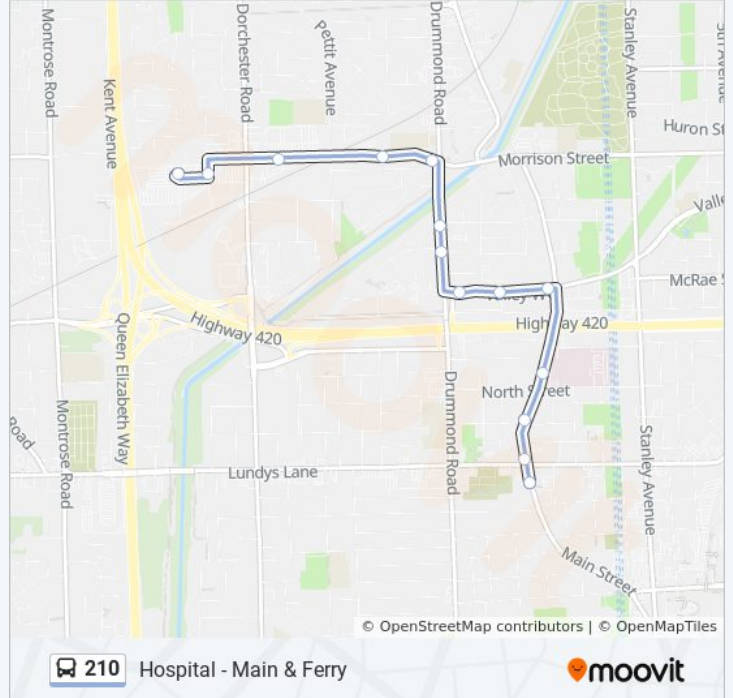 Montrose Road
Kent Avenue
Dorchester Road
Pettit Avenue
Drummond Road
Stanley Avenue
Huron St
Morrison Street
Valle
McRae S
Highway 420
Highway 420
Queen Elizabeth Way
North Street
Drummond Road
Montrose Road
Road
Lundys Lane
Stanley Avenue
Main Street
© OpenStreetMap contributors | © OpenMapTiles
210 Hospital - Main & Ferry
moovit